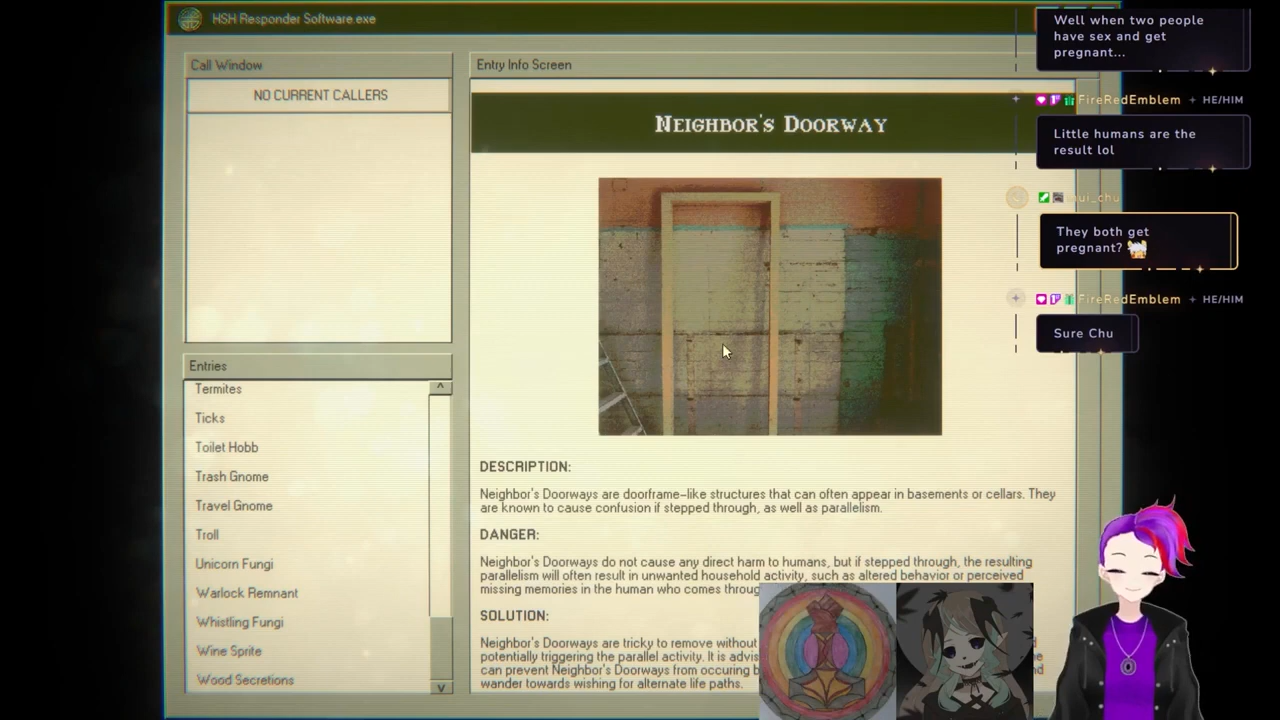 HSH Responder Software.exe
Call Window
NO CURRENT CALLERS
Entries
Termites
Ticks
Toilet Hobb
Trash Gnome
Travel Gnome
Troll
Unicorn Fungi
Warlock Remnant
Whistling Fungi
Wine Sprite
Wood Secretions
Entry Info Screen
Neighbor's Doorway
DESCRIPTION:
Neighbor's Doorways are doorframe-like structures that can often appear in basements or cellars. They
are known to cause confusion if stepped through, as well as parallelism.
DANGER:
Neighbor's Doorways do not cause any direct harm to humans, but if stepped through, the resulting
parallelism will often result in unwanted household activity, such as altered behavior or perceived
missing memories in the human who comes
SOLUTION:
Neighbor's Doorways are tricky to remove without
potentially triggering the parallel activity. It is
can prevent Neighbor's Doorways from occuring
wander towards wishing for alternate life paths.
Well when two people
have sex and get
pregnant...
FireRedEmblem + HE/HIM
Little humans are the
result lol
They both get
pregnant?
FireRedEmblem + HE/HIM
Sure Chu